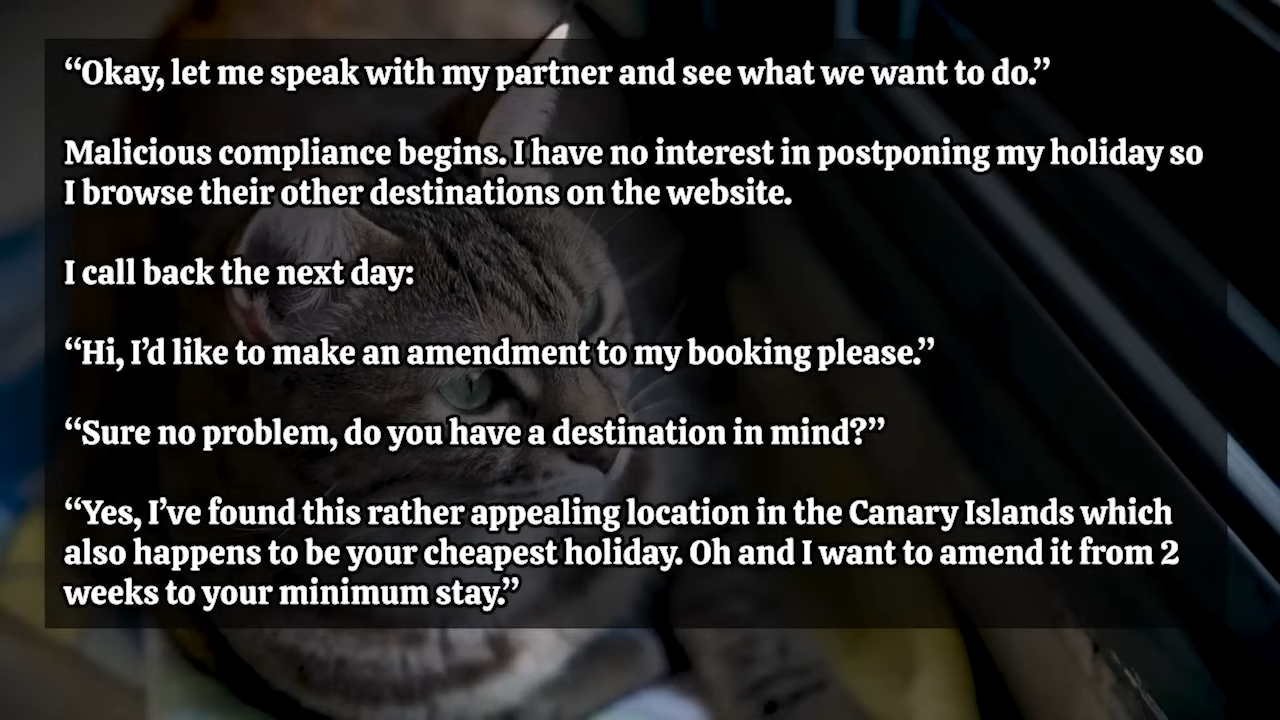 “Okay, let me speak with my partner and see what we want to do.”
Malicious compliance begins. I have no interest in postponing my holiday so
I browse their other destinations on the website.
I call back the next day:
“Hi, I’d like to make an amendment to my booking please.”
“Sure no problem, do you have a destination in mind?”
“Yes, I’ve found this rather appealing location in the Canary Islands which
also happens to be your cheapest holiday. Oh and I want to amend it from 2
weeks to your minimum stay.”